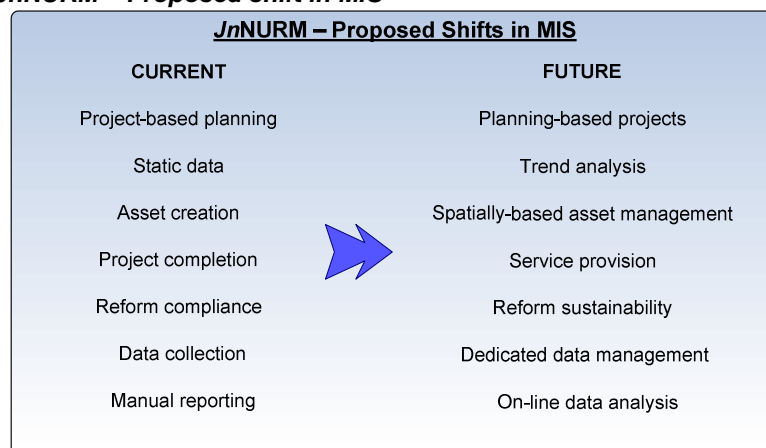 JnNURM – Proposed Shifts in MIS
CURRENT FUTURE
Project-based planning Planning-based projects
Static data Trend analysis
Asset creation Spatially-based asset management
Project completion Service provision
Reform compliance Reform sustainability
Data collection Dedicated data management
Manual reporting On-line data analysis